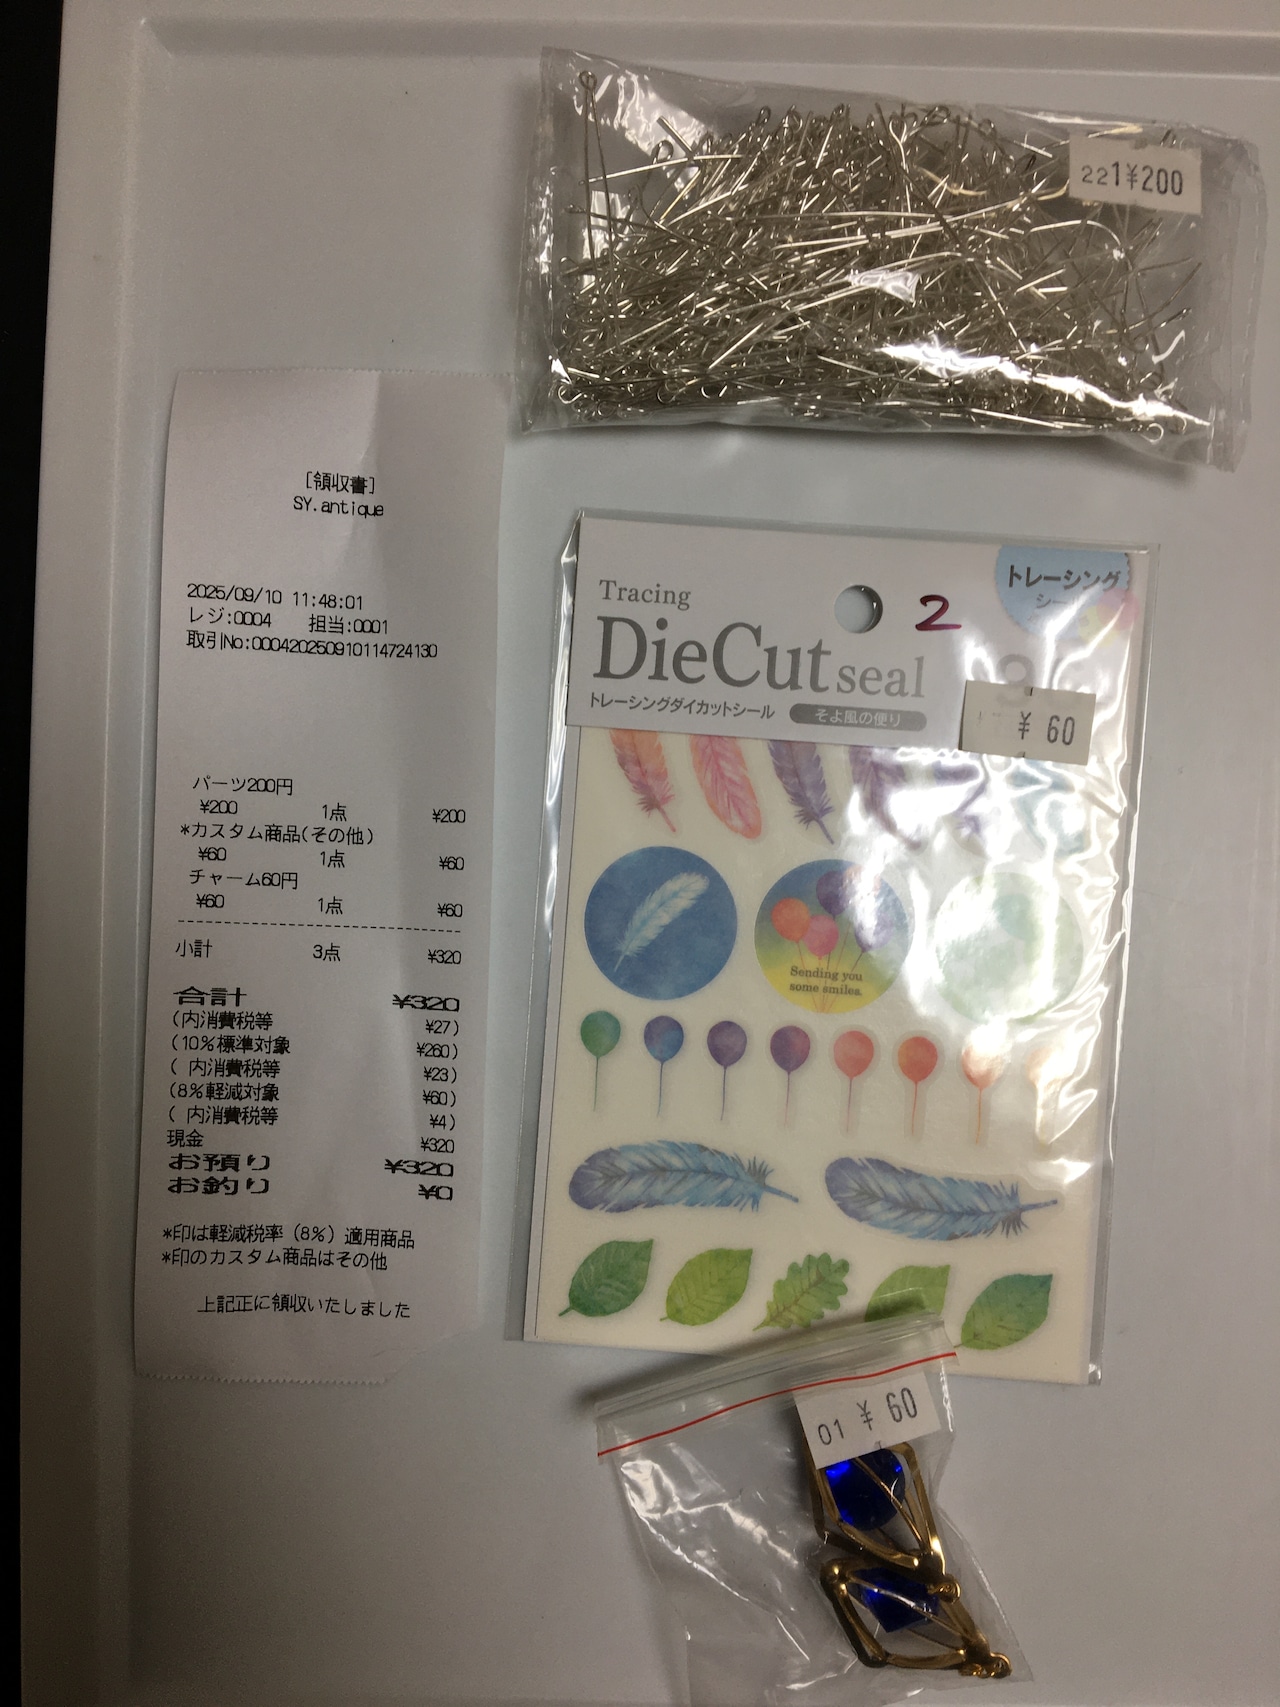 [領収書]
SY.antique
2025/09/10 11:48:01
レジ:0004 担当:0001
取引No:000420250910114724130
パーツ200円
¥200 1点 ¥200
*カスタム商品(その他)
¥60 1点 ¥60
チャーム60円
¥60 1点 ¥60
小計 3点 ¥320
合計 ¥320
(内消費税等 ¥27)
(10%標準対象 ¥260)
( 内消費税等 ¥23)
(8%軽減対象 ¥60)
( 内消費税等 ¥4)
現金 ¥320
お預り ¥320
お釣り ¥0
*印は軽減税率(8%)適用商品
*印のカスタム商品はその他
上記正に領収いたしました
221¥200
トレーシング
シール
Tracing
2
DieCut seal
トレーシングダイカットシール そよ風の便り
¥ 60
Sending you
some smiles.
01 ¥ 60